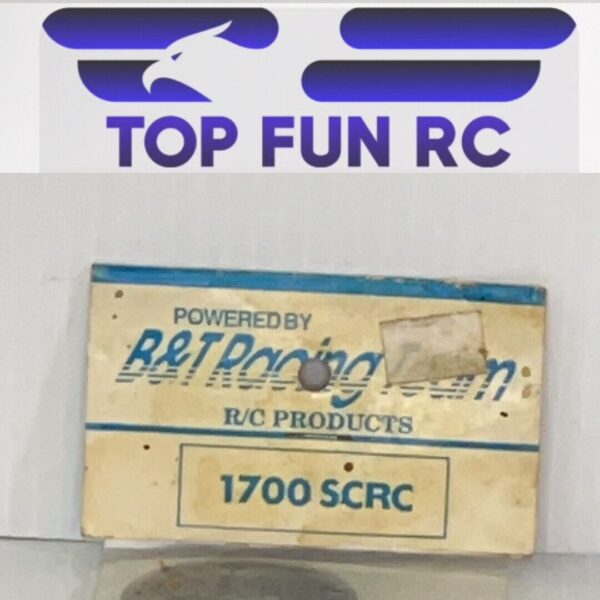 TOP FUN RC
POWERED BY
B&T Racing Team
R/C PRODUCTS
1700 SCRC